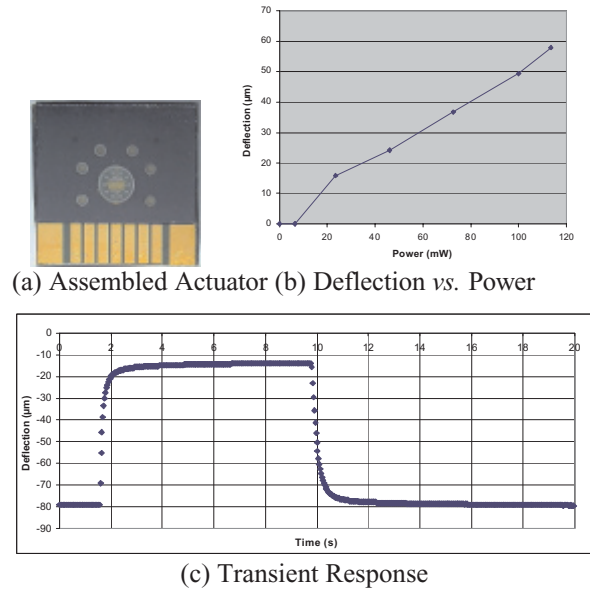 70
60
50
40
30
20
10
0
Deflection (µm)
0 20 40 60 80 100 120
Power (mW)
(a) Assembled Actuator (b) Deflection vs. Power
0
-10
-20
-30
-40
-50
-60
-70
-80
-90
Deflection (µm)
0 2 4 6 8 10 12 14 16 18 20
Time (s)
(c) Transient Response